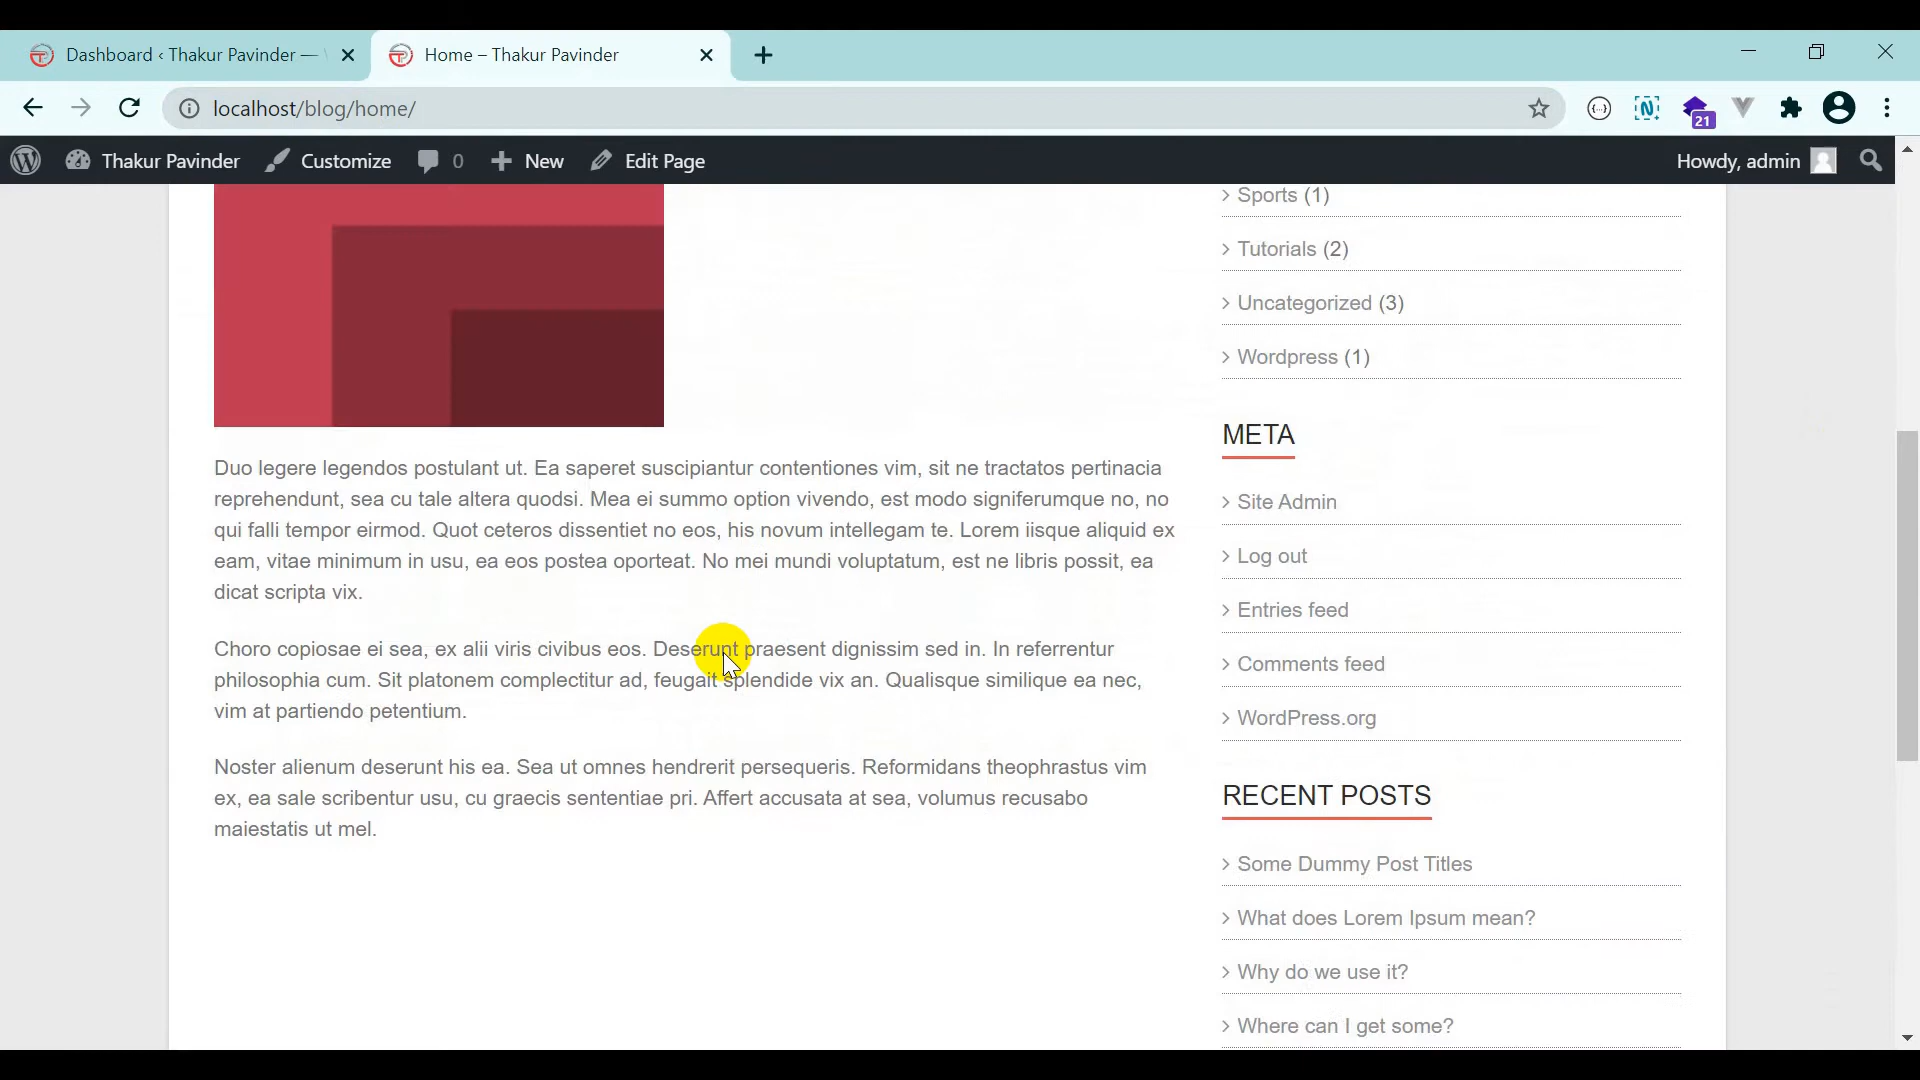 Dashboard ‹ Thakur Pavinder —
Home – Thakur Pavinder
localhost/blog/home/
21
Thakur Pavinder
Customize
0
New
Edit Page
Howdy, admin
Duo legere legendos postulant ut. Ea saperet suscipiantur contentiones vim, sit ne tractatos pertinacia
reprehendunt, sea cu tale altera quodsi. Mea ei summo option vivendo, est modo signiferumque no, no
qui falli tempor eirmod. Quot ceteros dissentiet no eos, his novum intellegam te. Lorem iisque aliquid ex
eam, vitae minimum in usu, ea eos postea oporteat. No mei mundi voluptatum, est ne libris possit, ea
dicat scripta vix.
Choro copiosae ei sea, ex alii viris civibus eos. Deserunt praesent dignissim sed in. In referrentur
philosophia cum. Sit platonem complectitur ad, feugait splendide vix an. Qualisque similique ea nec,
vim at partiendo petentium.
Noster alienum deserunt his ea. Sea ut omnes hendrerit persequeris. Reformidans theophrastus vim
ex, ea sale scribentur usu, cu graecis sententiae pri. Affert accusata at sea, volumus recusabo
maiestatis ut mel.
Sports (1)
Tutorials (2)
Uncategorized (3)
Wordpress (1)
META
Site Admin
Log out
Entries feed
Comments feed
WordPress.org
RECENT POSTS
Some Dummy Post Titles
What does Lorem Ipsum mean?
Why do we use it?
Where can I get some?